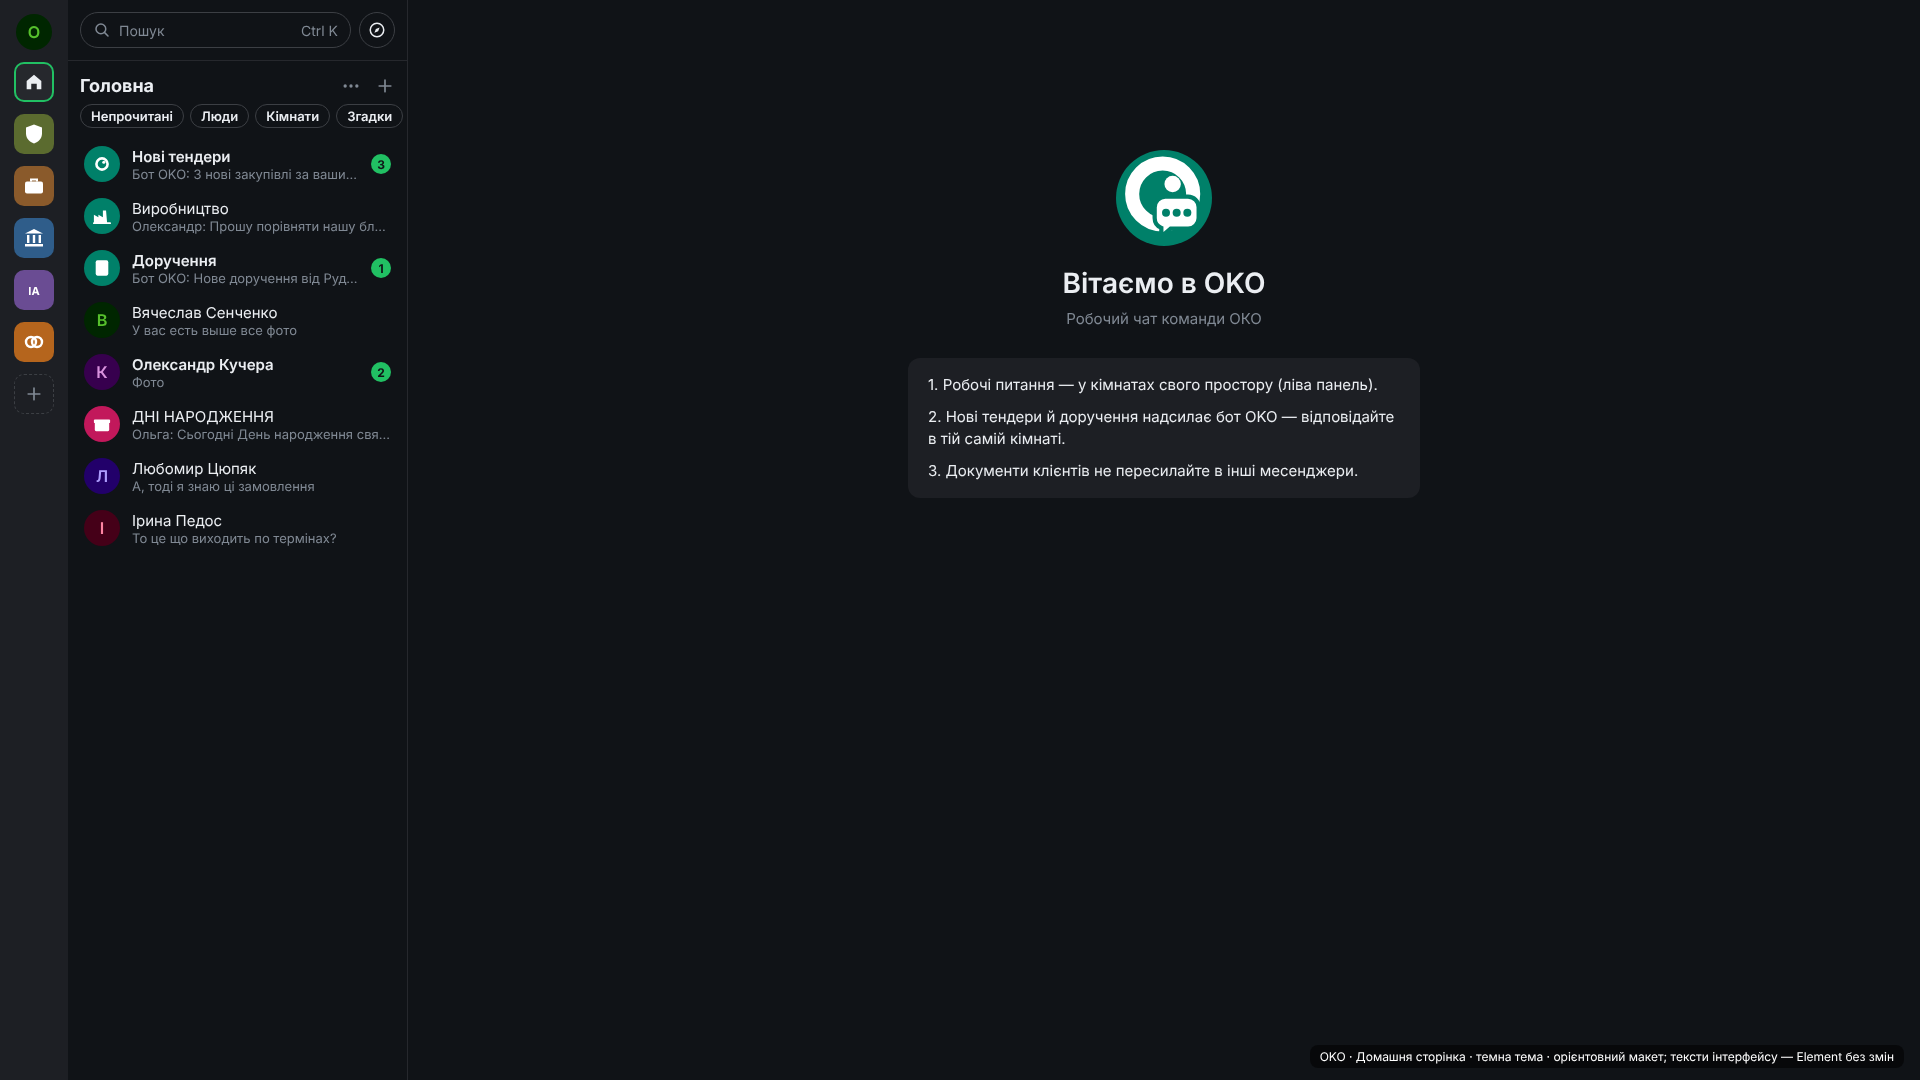 O
Пошук
Ctrl K
Головна
Непрочитані
Люди
Кімнати
Згадки
Нові тендери
Бот ОКО: 3 нові закупівлі за ваши...
3
Виробництво
Олександр: Прошу порівняти нашу бл...
Доручення
Бот ОКО: Нове доручення від Руд...
1
В
Вячеслав Сенченко
У вас есть выше все фото
К
Олександр Кучера
Фото
2
ДНІ НАРОДЖЕННЯ
Ольга: Сьогодні День народження свя...
Л
Любомир Цюпяк
А, тоді я знаю ці замовлення
І
Ірина Педос
То це що виходить по термінах?
ІА
Вітаємо в ОКО
Робочий чат команди ОКО
1. Робочі питання — у кімнатах свого простору (ліва панель).
2. Нові тендери й доручення надсилає бот ОКО — відповідайте
в тій самій кімнаті.
3. Документи клієнтів не пересилайте в інші месенджери.
ОКО · Домашня сторінка · темна тема · орієнтовний макет; тексти інтерфейсу — Element без змін